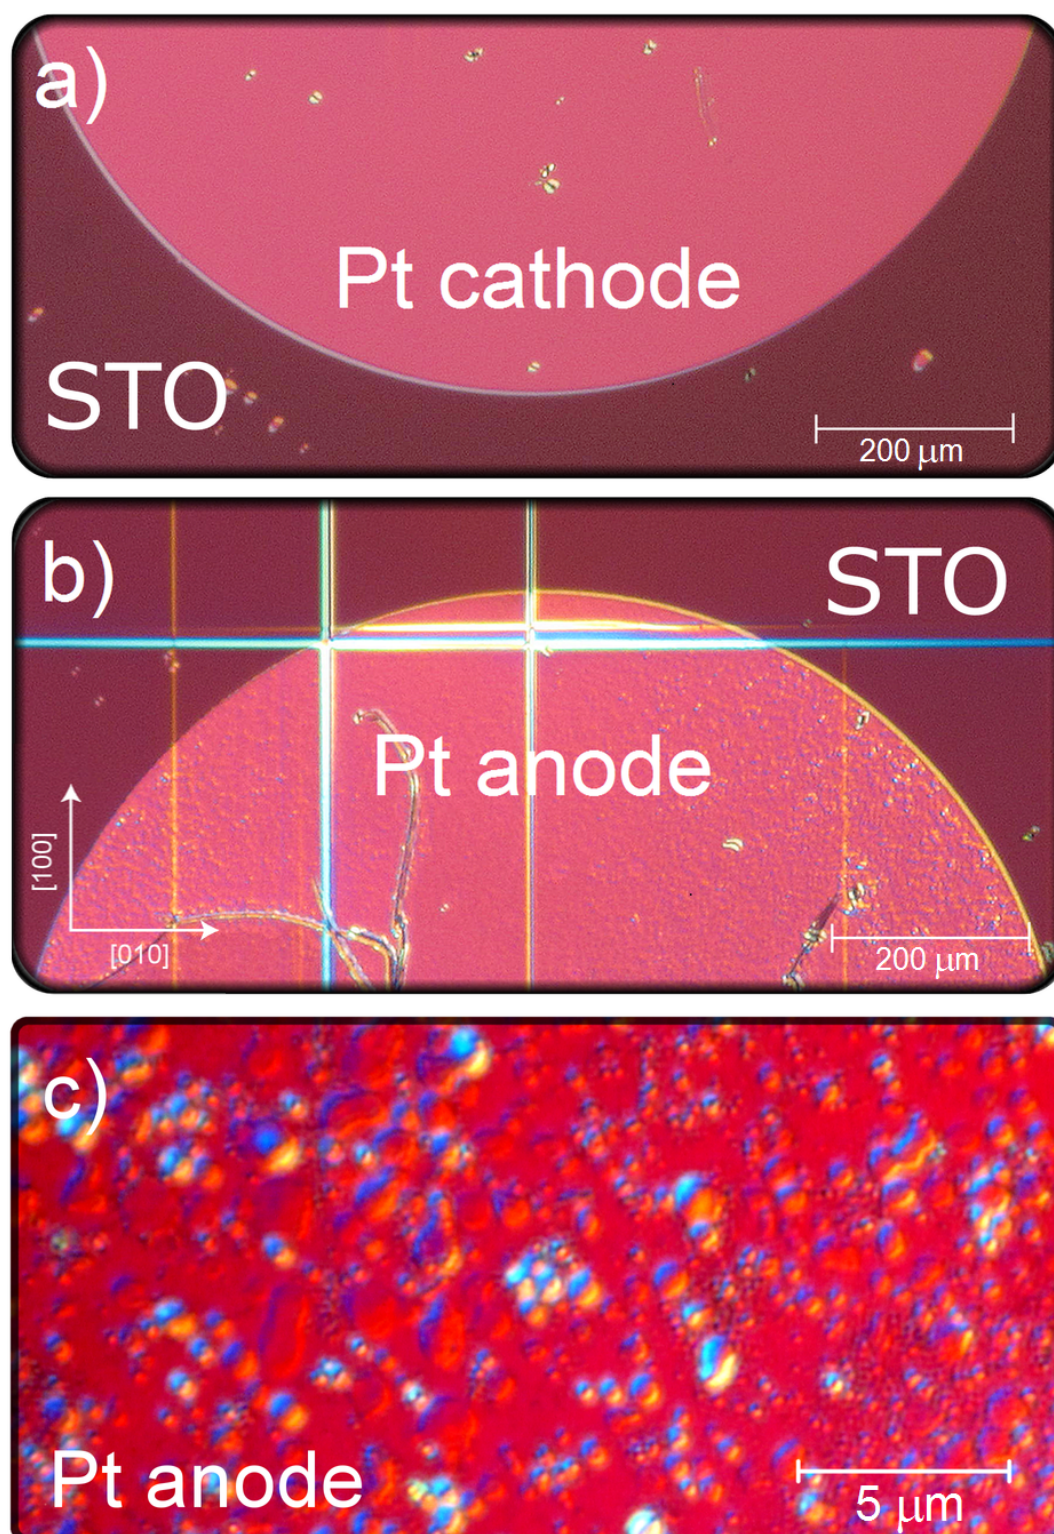 a)
Pt cathode
STO
200 μm
b)
STO
Pt anode
[100]
[010]
200 μm
c)
Pt anode
5 μm